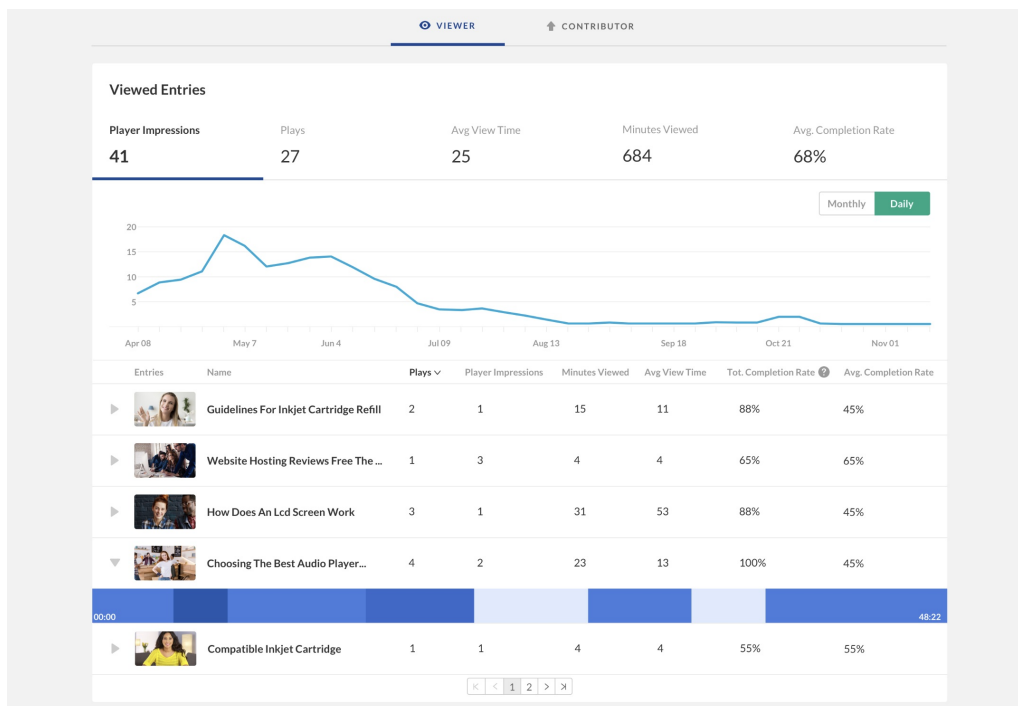 VIEWER CONTRIBUTOR
Viewed Entries
Player Impressions Plays Avg View Time Minutes Viewed Avg. Completion Rate
41 27 25 684 68%
Monthly Daily
20
15
10
5
Apr 08 May 7 Jun 4 Jul 09 Aug 13 Sep 18 Oct 21 Nov 01
Entries Name Plays Player Impressions Minutes Viewed Avg View Time Tot. Completion Rate ? Avg. Completion Rate
Guidelines For Inkjet Cartridge Refill 2 1 15 11 88% 45%
Website Hosting Reviews Free The ... 1 3 4 4 65% 65%
How Does An Lcd Screen Work 3 1 31 53 88% 45%
Choosing The Best Audio Player... 4 2 23 13 100% 45%
00:00 48:22
Compatible Inkjet Cartridge 1 1 4 4 55% 55%
1 2